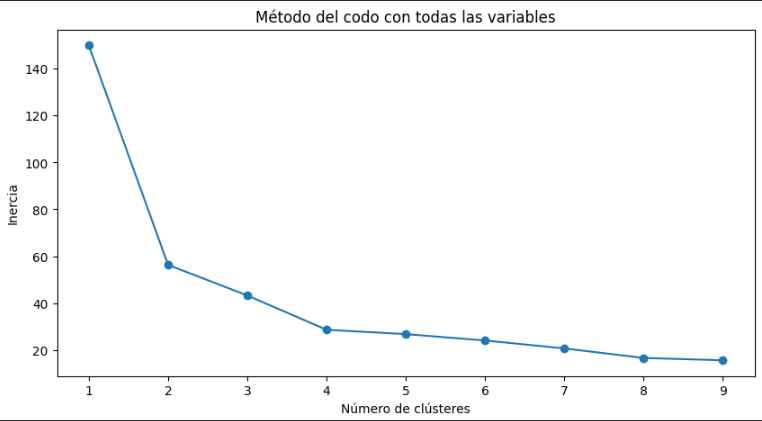 Método del codo con todas las variables
140
120
100
80
60
40
20
Inercia
1 2 3 4 5 6 7 8 9
Número de clústeres